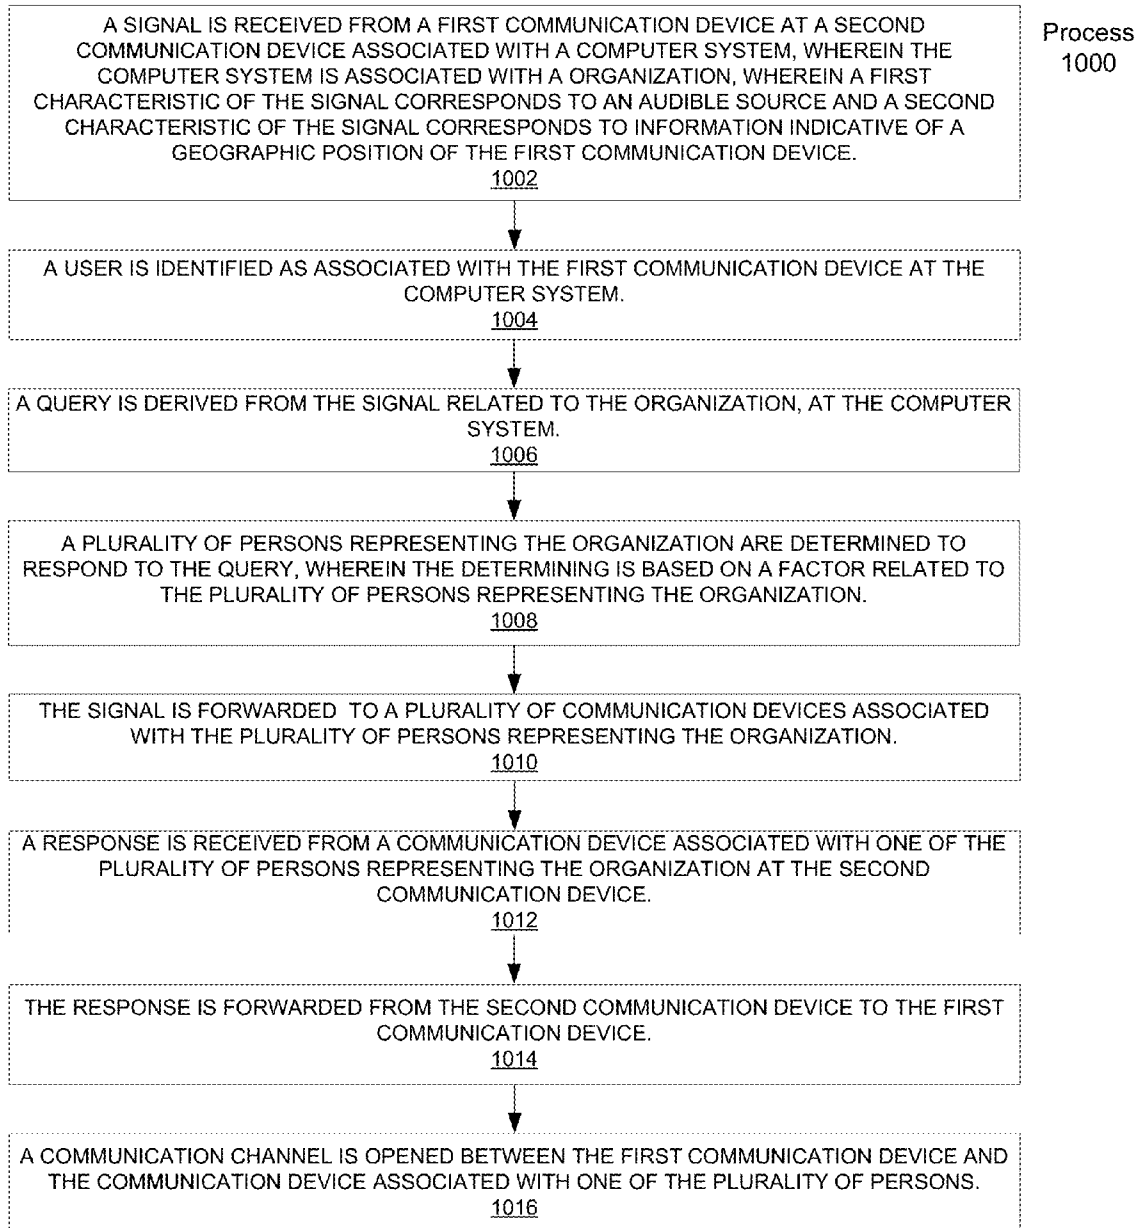 A SIGNAL IS RECEIVED FROM A FIRST COMMUNICATION DEVICE AT A SECOND
COMMUNICATION DEVICE ASSOCIATED WITH A COMPUTER SYSTEM, WHEREIN THE
COMPUTER SYSTEM IS ASSOCIATED WITH A ORGANIZATION, WHEREIN A FIRST
CHARACTERISTIC OF THE SIGNAL CORRESPONDS TO AN AUDIBLE SOURCE AND A SECOND
CHARACTERISTIC OF THE SIGNAL CORRESPONDS TO INFORMATION INDICATIVE OF A
GEOGRAPHIC POSITION OF THE FIRST COMMUNICATION DEVICE.
1002
Process
1000
A USER IS IDENTIFIED AS ASSOCIATED WITH THE FIRST COMMUNICATION DEVICE AT THE
COMPUTER SYSTEM.
1004
A QUERY IS DERIVED FROM THE SIGNAL RELATED TO THE ORGANIZATION, AT THE COMPUTER
SYSTEM.
1006
A PLURALITY OF PERSONS REPRESENTING THE ORGANIZATION ARE DETERMINED TO
RESPOND TO THE QUERY, WHEREIN THE DETERMINING IS BASED ON A FACTOR RELATED TO
THE PLURALITY OF PERSONS REPRESENTING THE ORGANIZATION.
1008
THE SIGNAL IS FORWARDED TO A PLURALITY OF COMMUNICATION DEVICES ASSOCIATED
WITH THE PLURALITY OF PERSONS REPRESENTING THE ORGANIZATION.
1010
A RESPONSE IS RECEIVED FROM A COMMUNICATION DEVICE ASSOCIATED WITH ONE OF THE
PLURALITY OF PERSONS REPRESENTING THE ORGANIZATION AT THE SECOND
COMMUNICATION DEVICE.
1012
THE RESPONSE IS FORWARDED FROM THE SECOND COMMUNICATION DEVICE TO THE FIRST
COMMUNICATION DEVICE.
1014
A COMMUNICATION CHANNEL IS OPENED BETWEEN THE FIRST COMMUNICATION DEVICE AND
THE COMMUNICATION DEVICE ASSOCIATED WITH ONE OF THE PLURALITY OF PERSONS.
1016